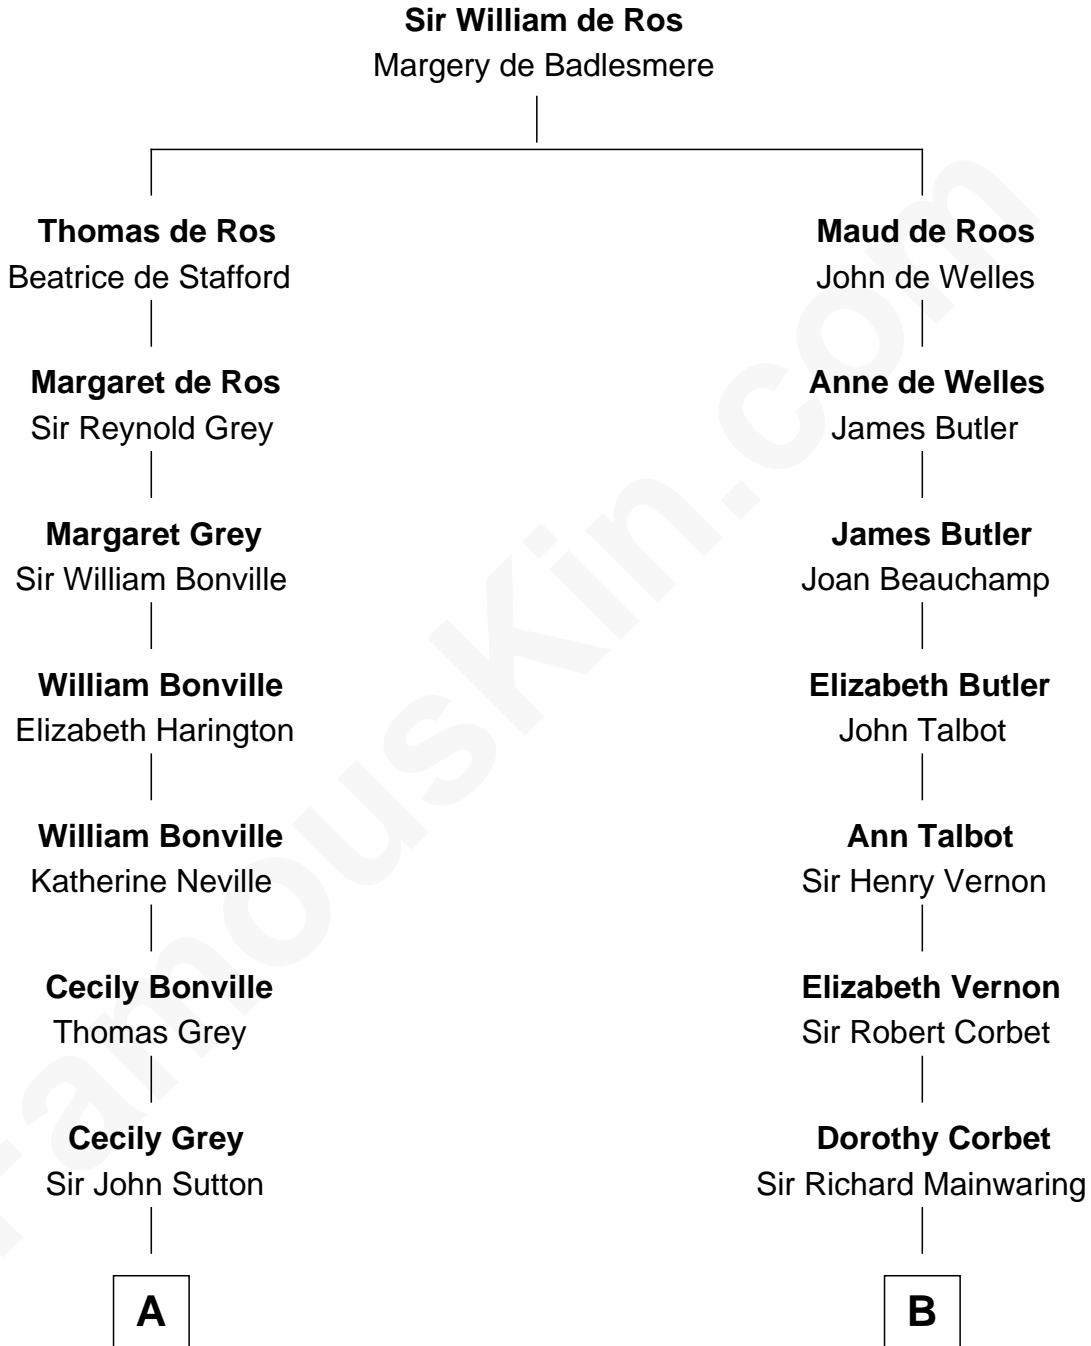 Sir William de Ros
Margery de Badlesmere
Thomas de Ros
Beatrice de Stafford
Maud de Roos
John de Welles
Margaret de Ros
Sir Reynold Grey
Anne de Welles
James Butler
Margaret Grey
Sir William Bonville
James Butler
Joan Beauchamp
William Bonville
Elizabeth Harington
Elizabeth Butler
John Talbot
William Bonville
Katherine Neville
Ann Talbot
Sir Henry Vernon
Cecily Bonville
Thomas Grey
Elizabeth Vernon
Sir Robert Corbet
Cecily Grey
Sir John Sutton
Dorothy Corbet
Sir Richard Mainwaring
A
B
FamousKin.com